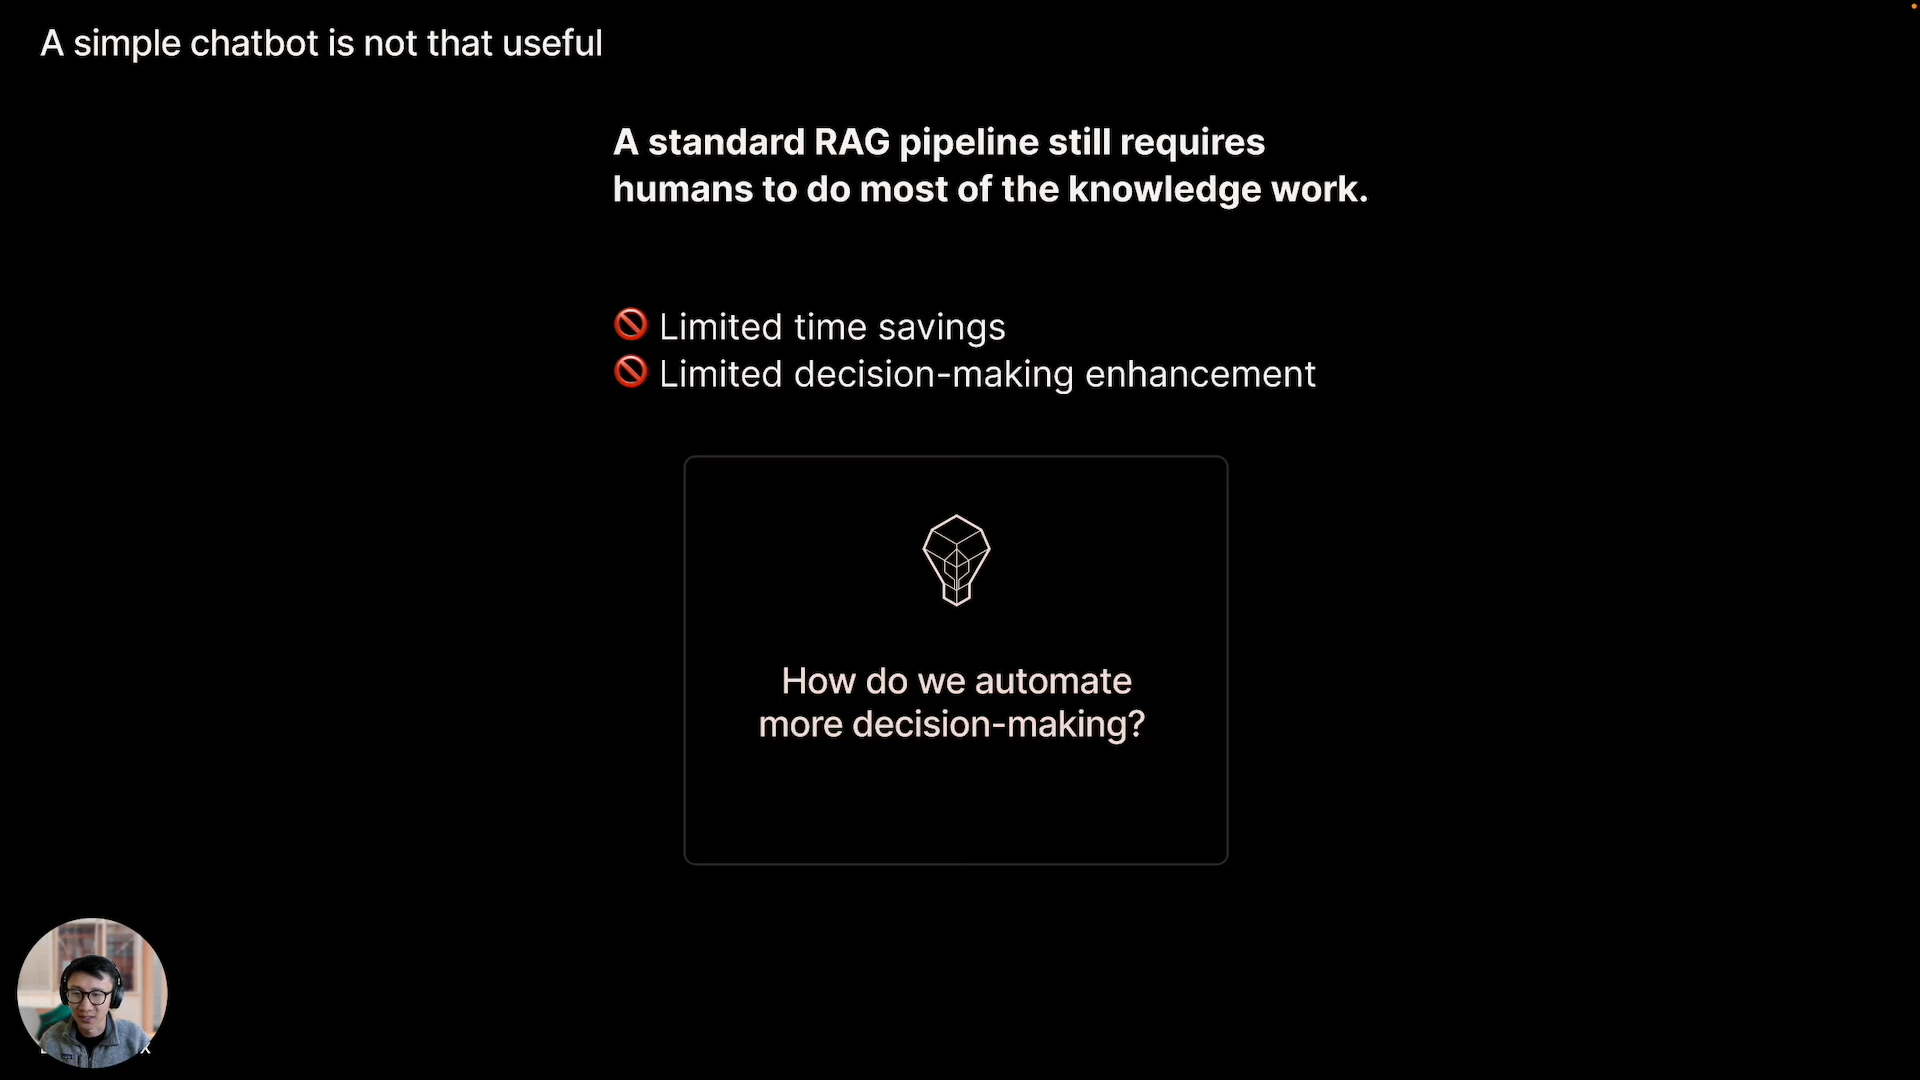 A simple chatbot is not that useful
A standard RAG pipeline still requires
humans to do most of the knowledge work.
Limited time savings
Limited decision-making enhancement
How do we automate
more decision-making?